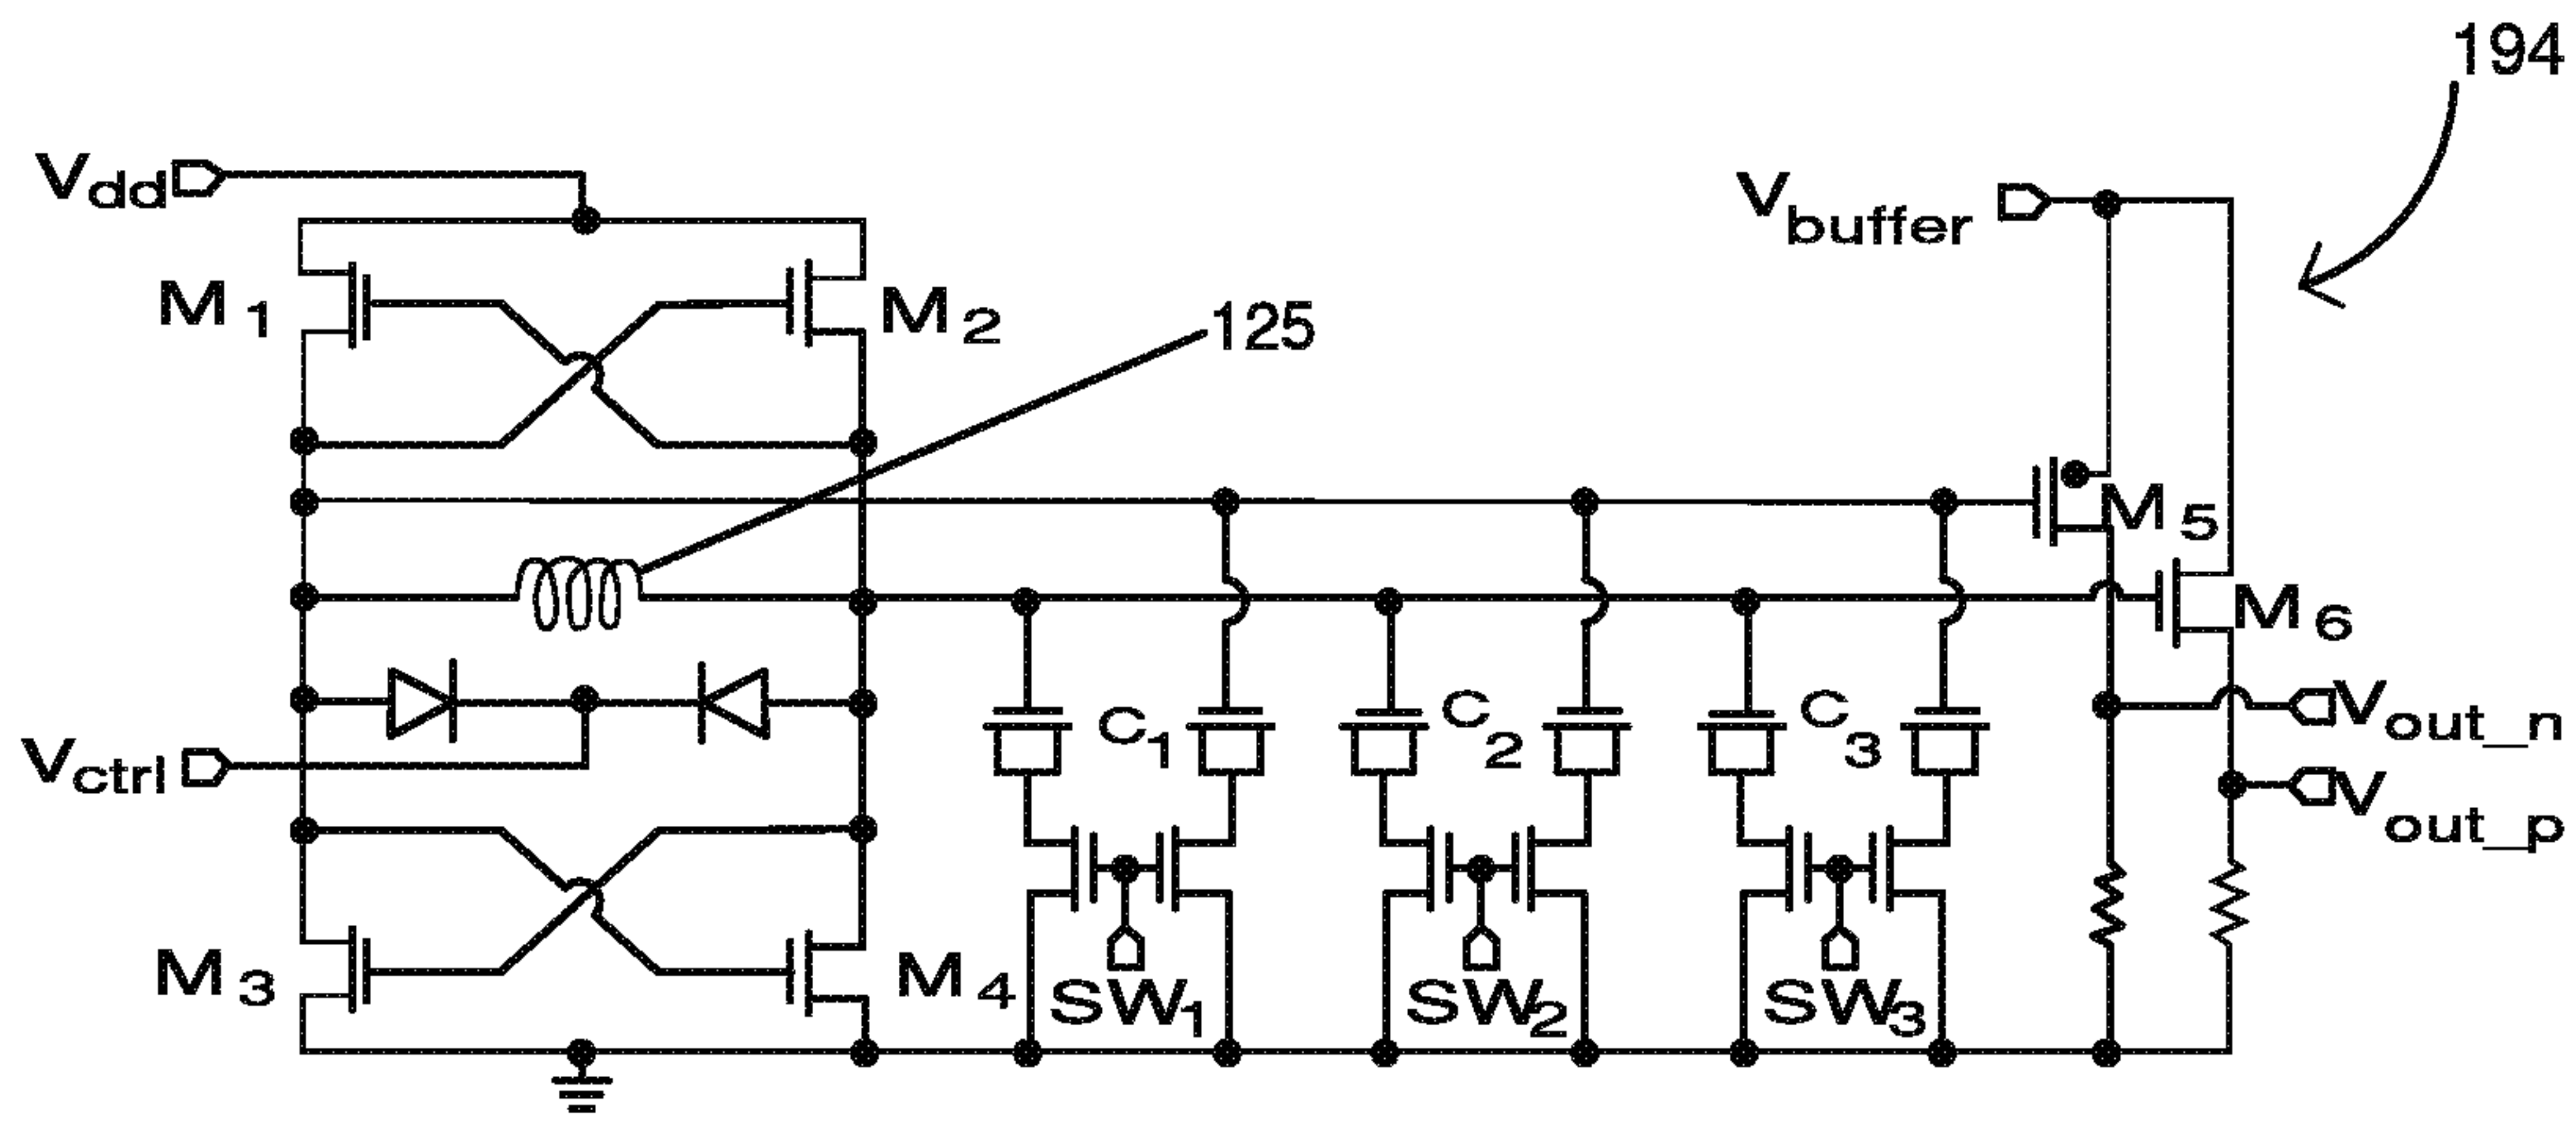 194
Vdd
Vbuffer
M1
M2
125
M5
M6
Vout_n
C1
C2
C3
Vctrl
Vout_p
M3
M4
SW1
SW2
SW3